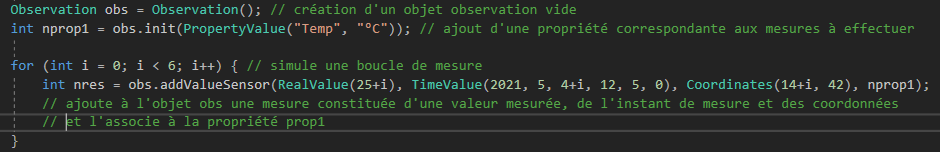 Observation obs = Observation(); // création d'un objet observation vide
int nprop1 = obs.init(PropertyValue("Temp", "°C")); // ajout d'une propriété correspondante aux mesures à effectuer
for (int i = 0; i < 6; i++) { // simule une boucle de mesure
int nres = obs.addValueSensor(RealValue(25+i), TimeValue(2021, 5, 4+i, 12, 5, 0), Coordinates(14+i, 42), nprop1);
// ajoute à l'objet obs une mesure constituée d'une valeur mesurée, de l'instant de mesure et des coordonnées
// et l'associe à la propriété prop1
}